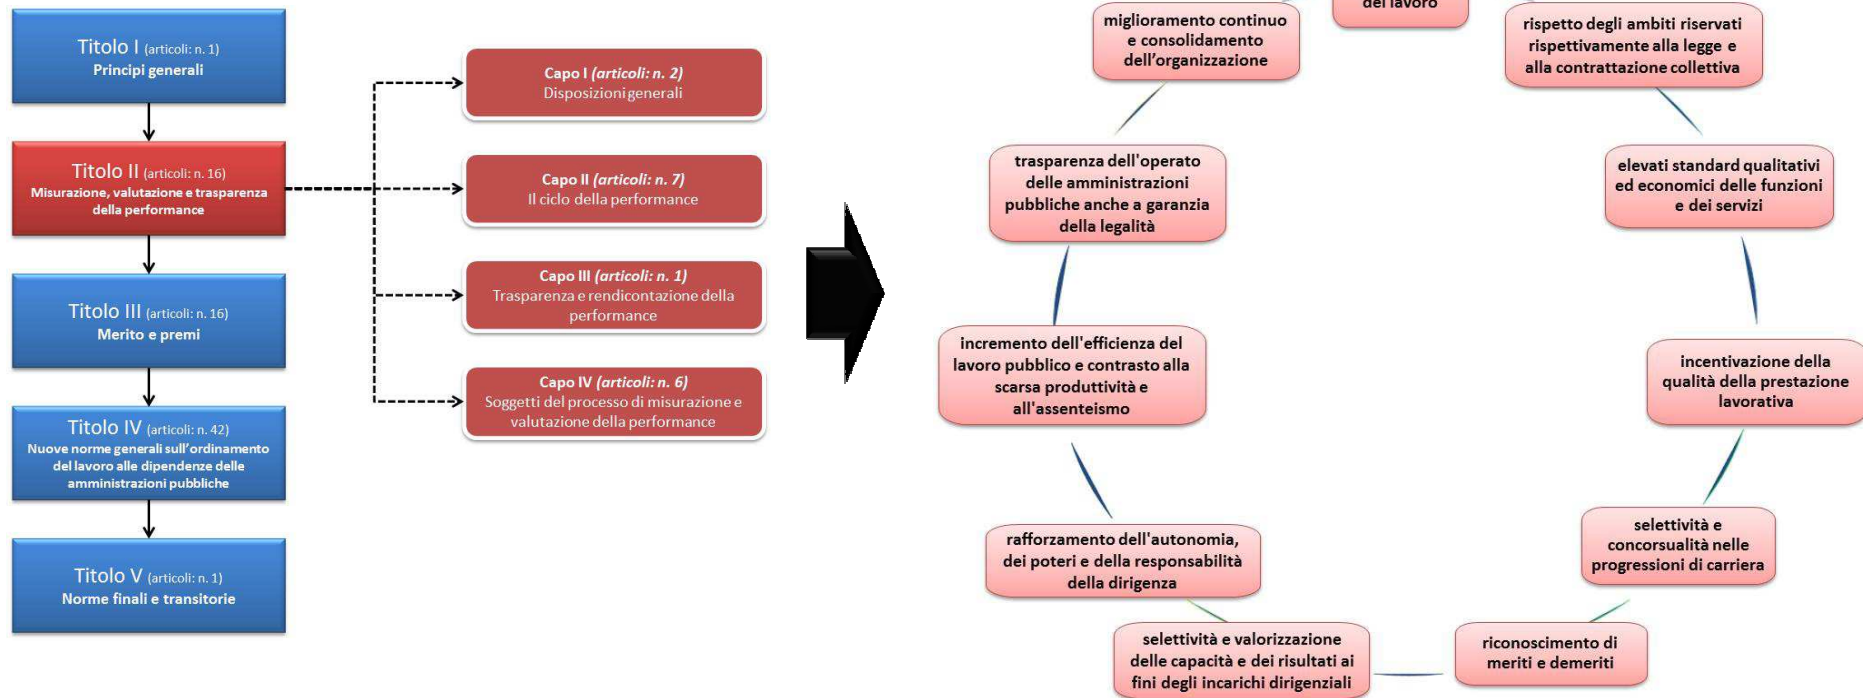 Titolo I (articoli: n. 1)
Principi generali
Titolo II (articoli: n. 16)
Misurazione, valutazione e trasparenza
della performance
Titolo III (articoli: n. 16)
Merito e premi
Titolo IV (articoli: n. 42)
Nuove norme generali sull'ordinamento
del lavoro alle dipendenze delle
amministrazioni pubbliche
Titolo V (articoli: n. 1)
Norme finali e transitorie
Capo I (articoli: n. 2)
Disposizioni generali
Capo II (articoli: n. 7)
Il ciclo della performance
Capo III (articoli: n. 1)
Trasparenza e rendicontazione della
performance
Capo IV (articoli: n. 6)
Soggetti del processo di misurazione e
valutazione della performance
del lavoro
rispetto degli ambiti riservati
rispettivamente alla legge e
alla contrattazione collettiva
elevati standard qualitativi
ed economici delle funzioni
e dei servizi
incentivazione della
qualità della prestazione
lavorativa
selettività e
concorsualità nelle
progressioni di carriera
riconoscimento di
meriti e demeriti
selettività e valorizzazione
delle capacità e dei risultati ai
fini degli incarichi dirigenziali
rafforzamento dell'autonomia,
dei poteri e della responsabilità
della dirigenza
incremento dell'efficienza del
lavoro pubblico e contrasto alla
scarsa produttività e
all'assenteismo
trasparenza dell'operato
delle amministrazioni
pubbliche anche a garanzia
della legalità
miglioramento continuo
e consolidamento
dell'organizzazione